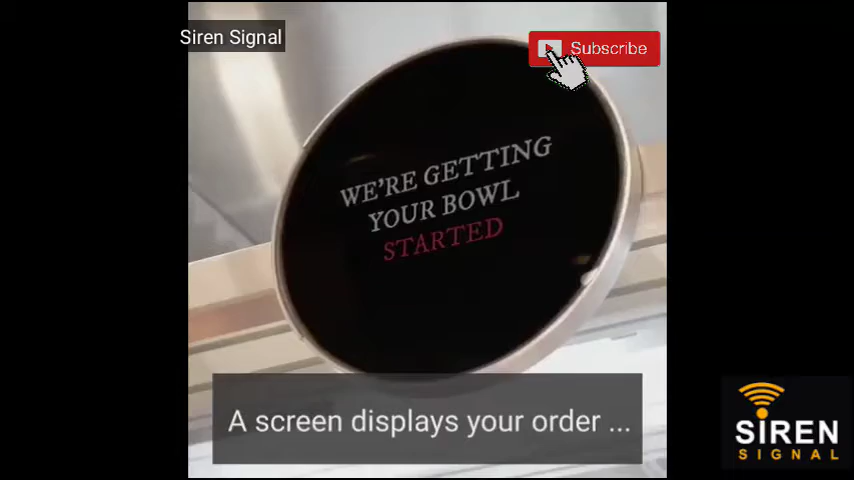 Siren Signal
Subscribe
WE'RE GETTING
YOUR BOWL
STARTED
A screen displays your order ...
SIREN
SIGNAL